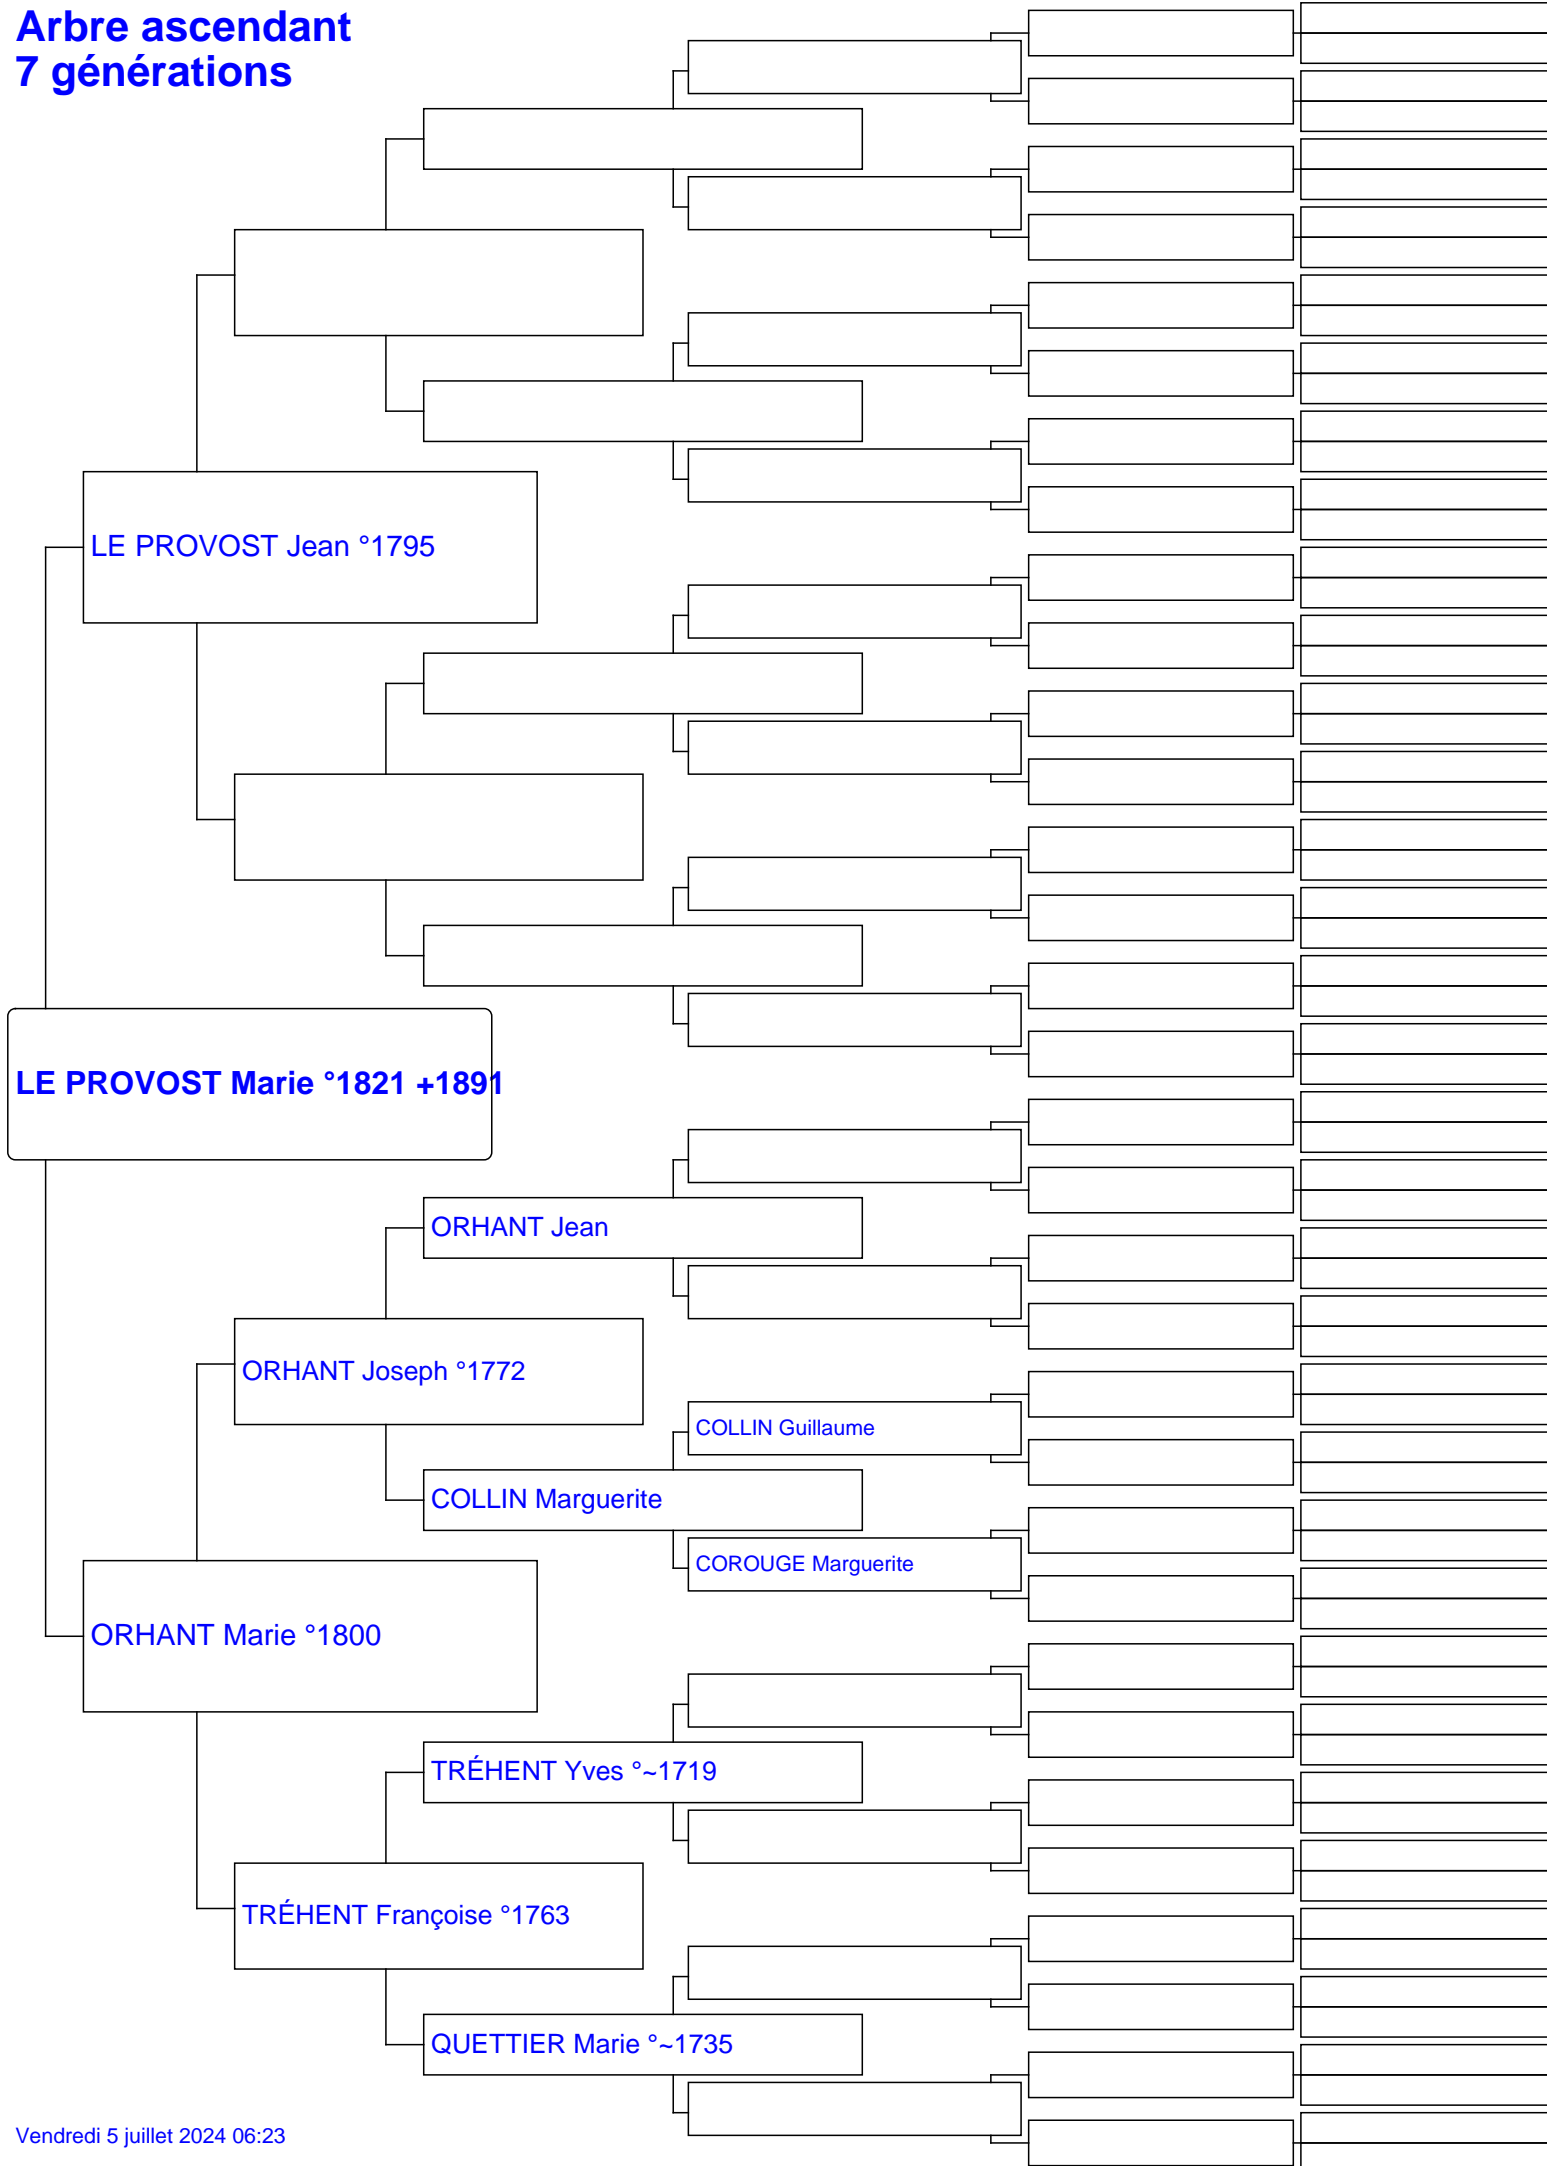 Arbre ascendant
7 générations
LE PROVOST Jean °1795
LE PROVOST Marie °1821 +1891
ORHANT Jean
ORHANT Joseph °1772
COLLIN Guillaume
COLLIN Marguerite
COROUGE Marguerite
ORHANT Marie °1800
TRÉHENT Yves °~1719
TRÉHENT Françoise °1763
QUETTIER Marie °~1735
Vendredi 5 juillet 2024 06:23